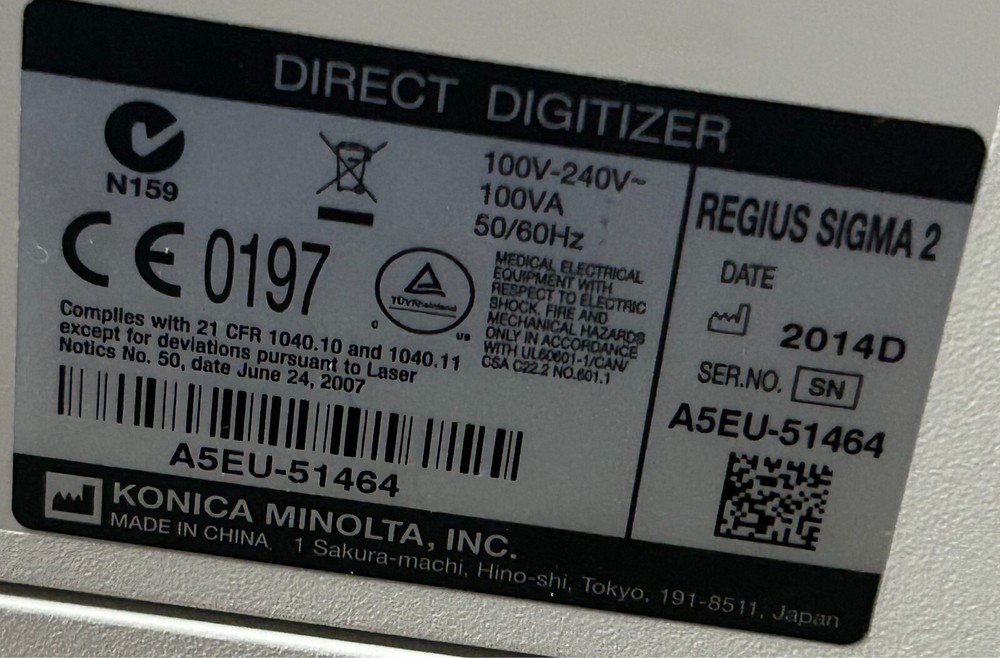 DIRECT DIGITIZER
N159
CE 0197
100V-240V~
100VA
50/60Hz
TÜVRheinland
C
US
MEDICAL ELECTRICAL
EQUIPMENT WITH
RESPECT TO ELECTRIC
SHOCK, FIRE AND
MECHANICAL HAZARDS
ONLY IN ACCORDANCE
WITH UL60601-1/CAN/
CSA C22.2 NO.601.1
Complies with 21 CFR 1040.10 and 1040.11
except for deviations pursuant to Laser
Notics No. 50, date June 24, 2007
A5EU-51464
REGIUS SIGMA 2
DATE
2014D
SER.NO. SN
A5EU-51464
KONICA MINOLTA, INC.
MADE IN CHINA 1 Sakura-machi, Hino-shi, Tokyo, 191-8511, Japan